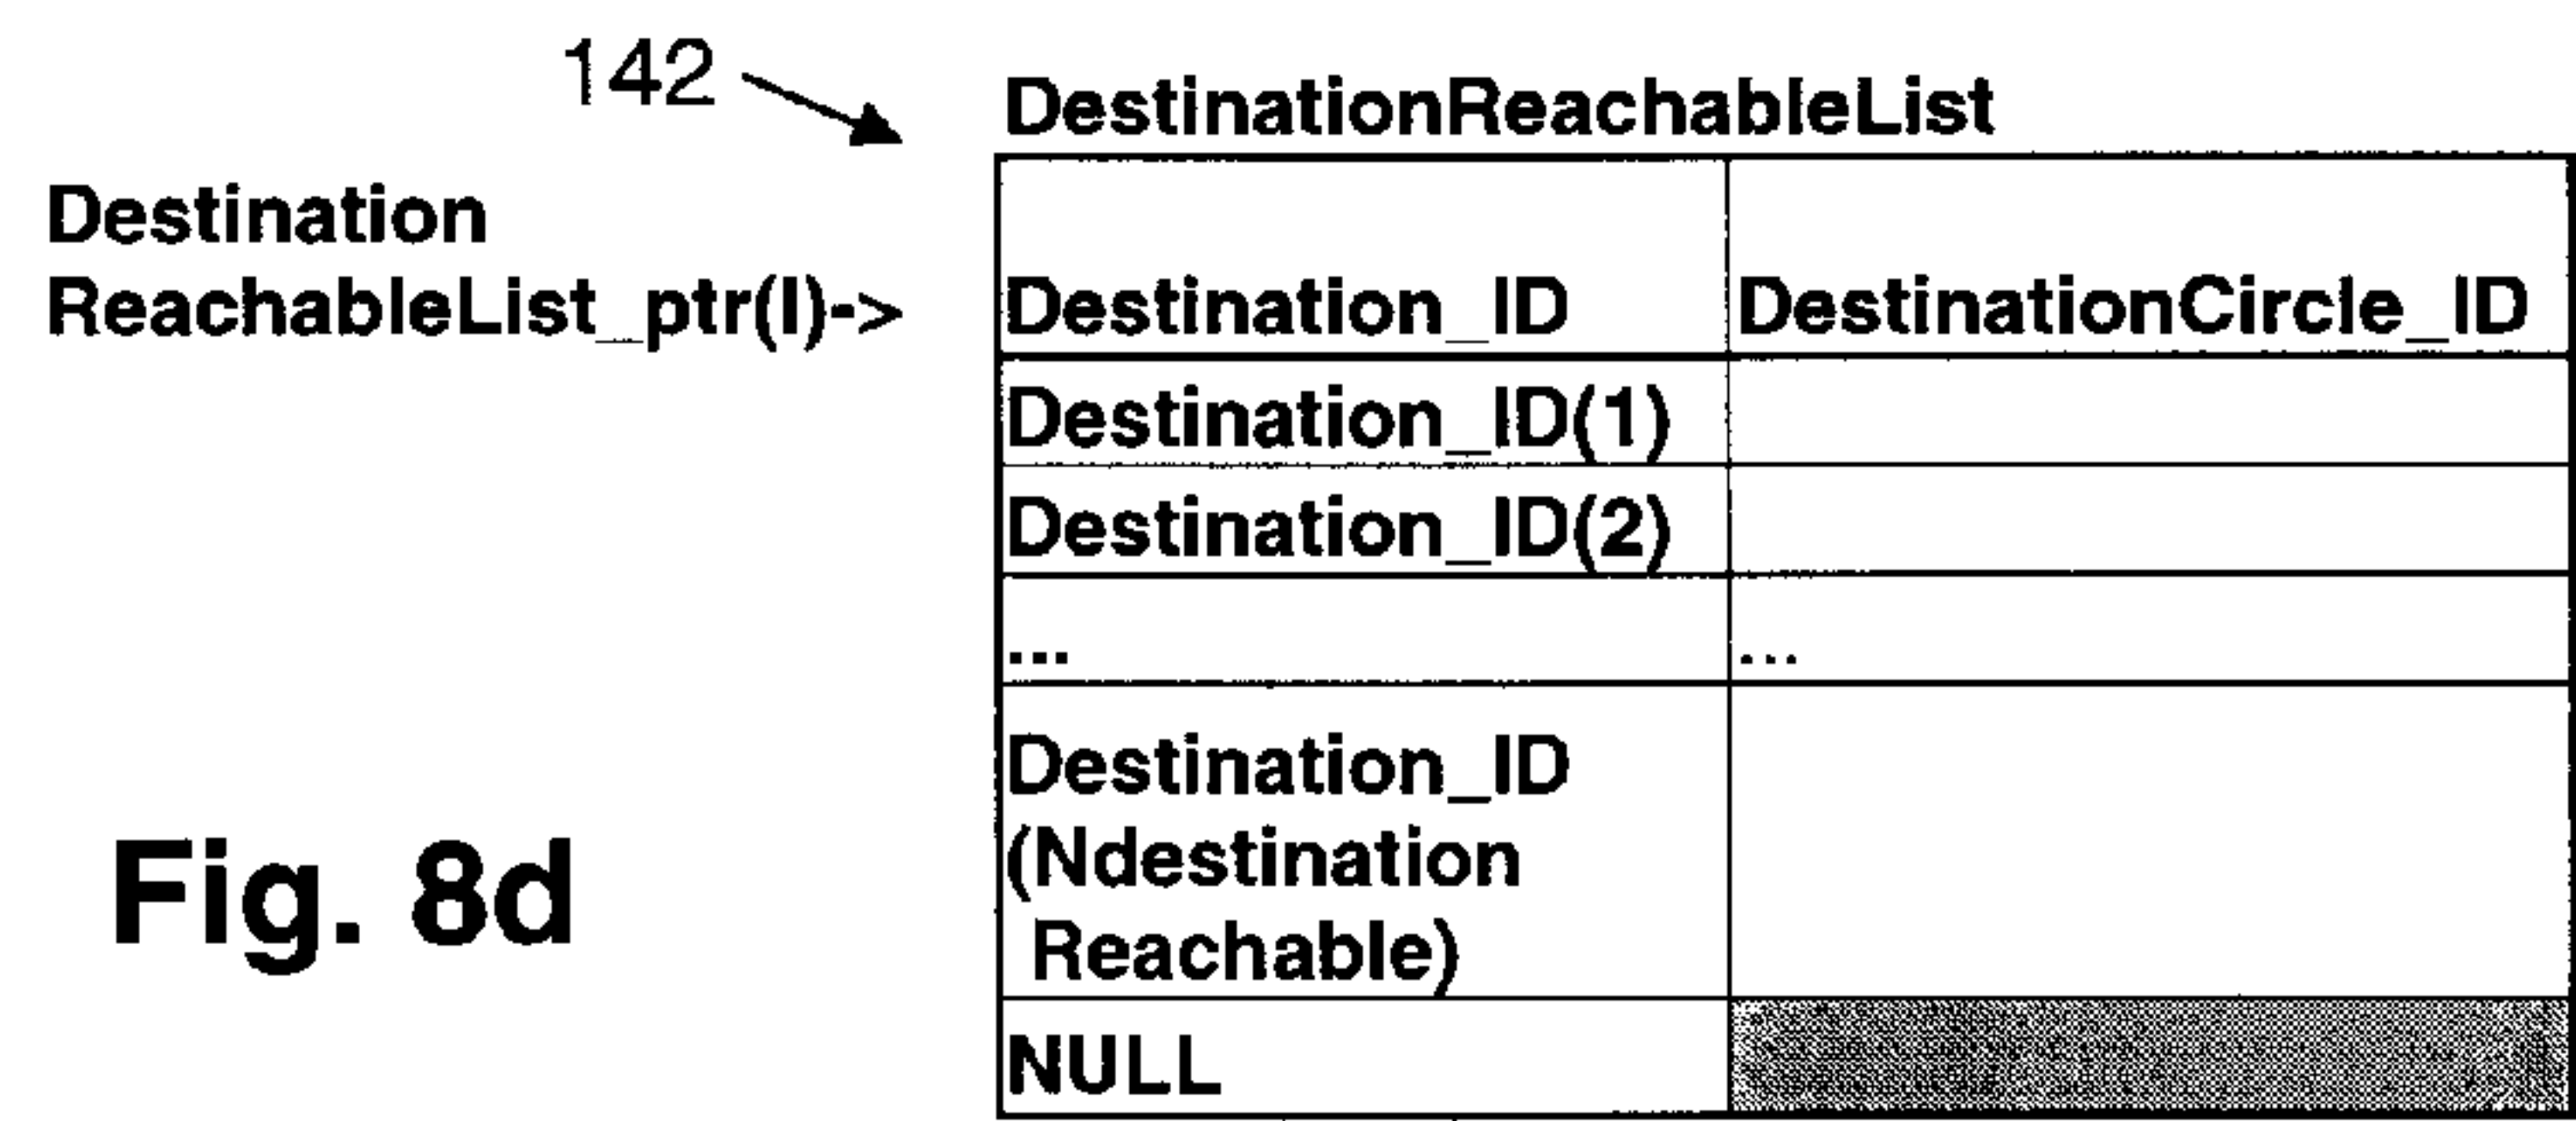 142
DestinationReachableList
Destination
ReachableList_ptr(I)->
Destination_ID DestinationCircle_ID
Destination_ID(1)
Destination_ID(2)
... ...
Destination_ID
(Ndestination
Reachable)
NULL
Fig. 8d